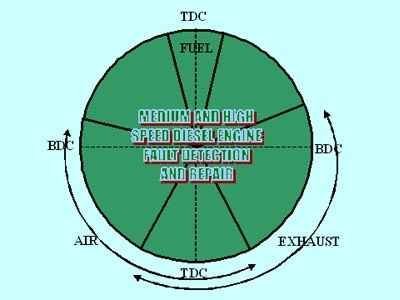 TDC
FUEL
MEDIUM AND HIGH
SPEED DIESEL ENGINE
FAULT DETECTION
AND REPAIR
BDC
BDC
AIR
EXHAUST
TDC